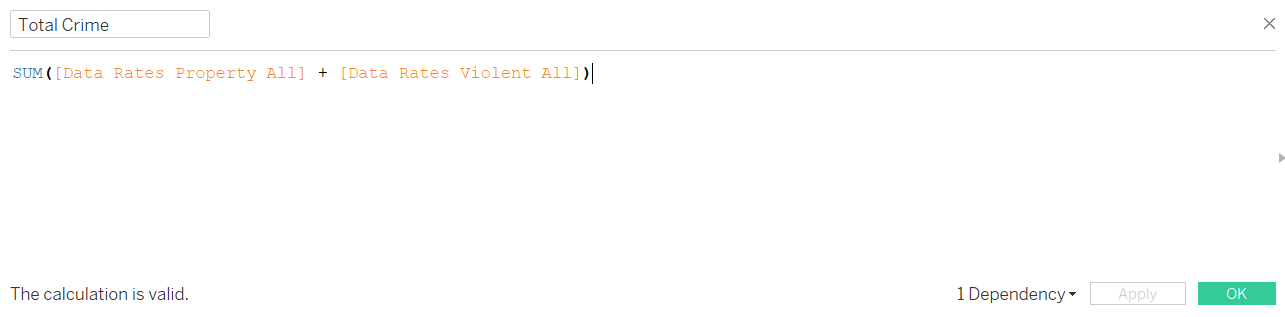 Total Crime
SUM([Data Rates Property All] + [Data Rates Violent All])
The calculation is valid.
1 Dependency
Apply
OK